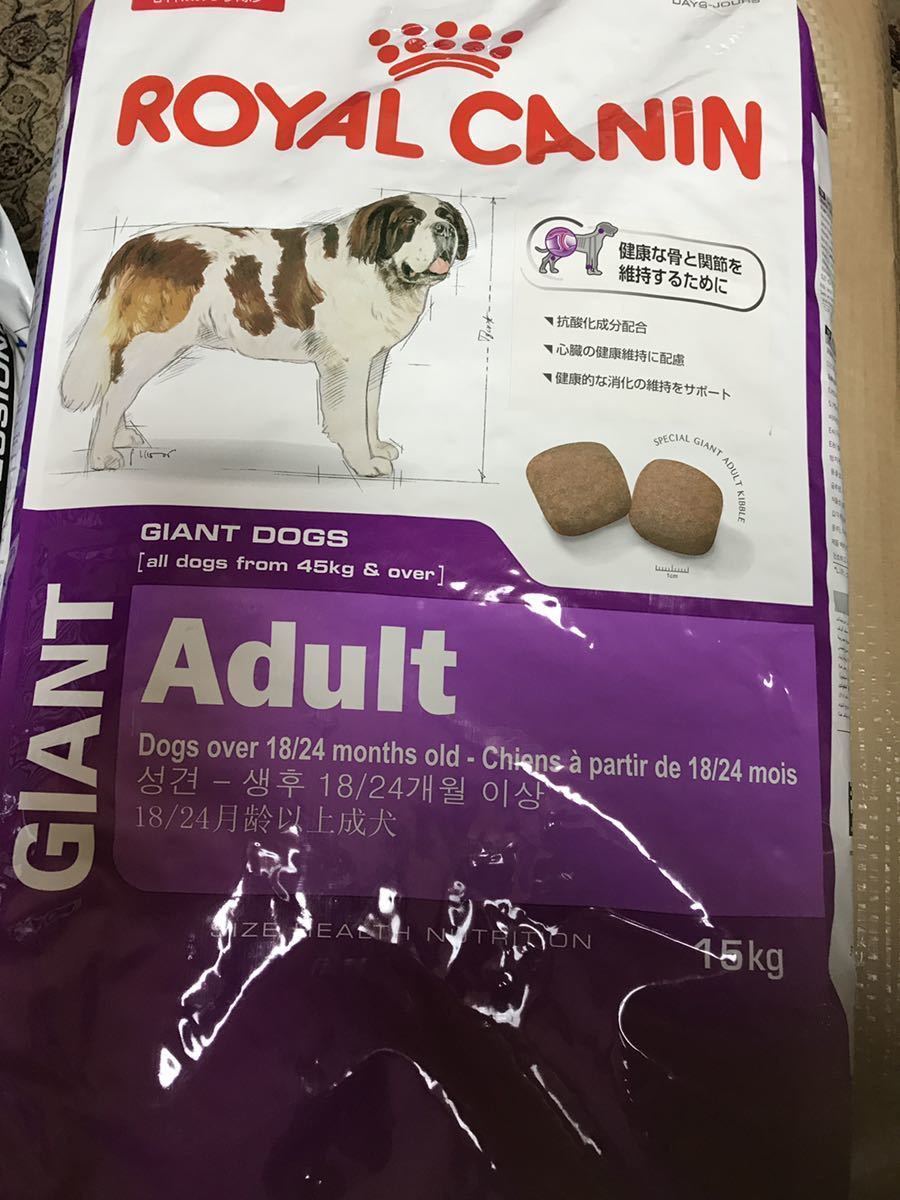 DAYS-JOURS
ROYAL CANIN
健康な骨と関節を
維持するために
抗酸化成分配合
心臓の健康維持に配慮
健康的な消化の維持をサポート
SPECIAL GIANT ADULT KIBBLE
1cm
GIANT DOGS
[all dogs from 45kg & over]
GIANT
Adult
Dogs over 18/24 months old - Chiens à partir de 18/24 mois
성견 – 생후 18/24개월 이상
18/24月龄以上成犬
SIZE HEALTH NUTRITION
15kg